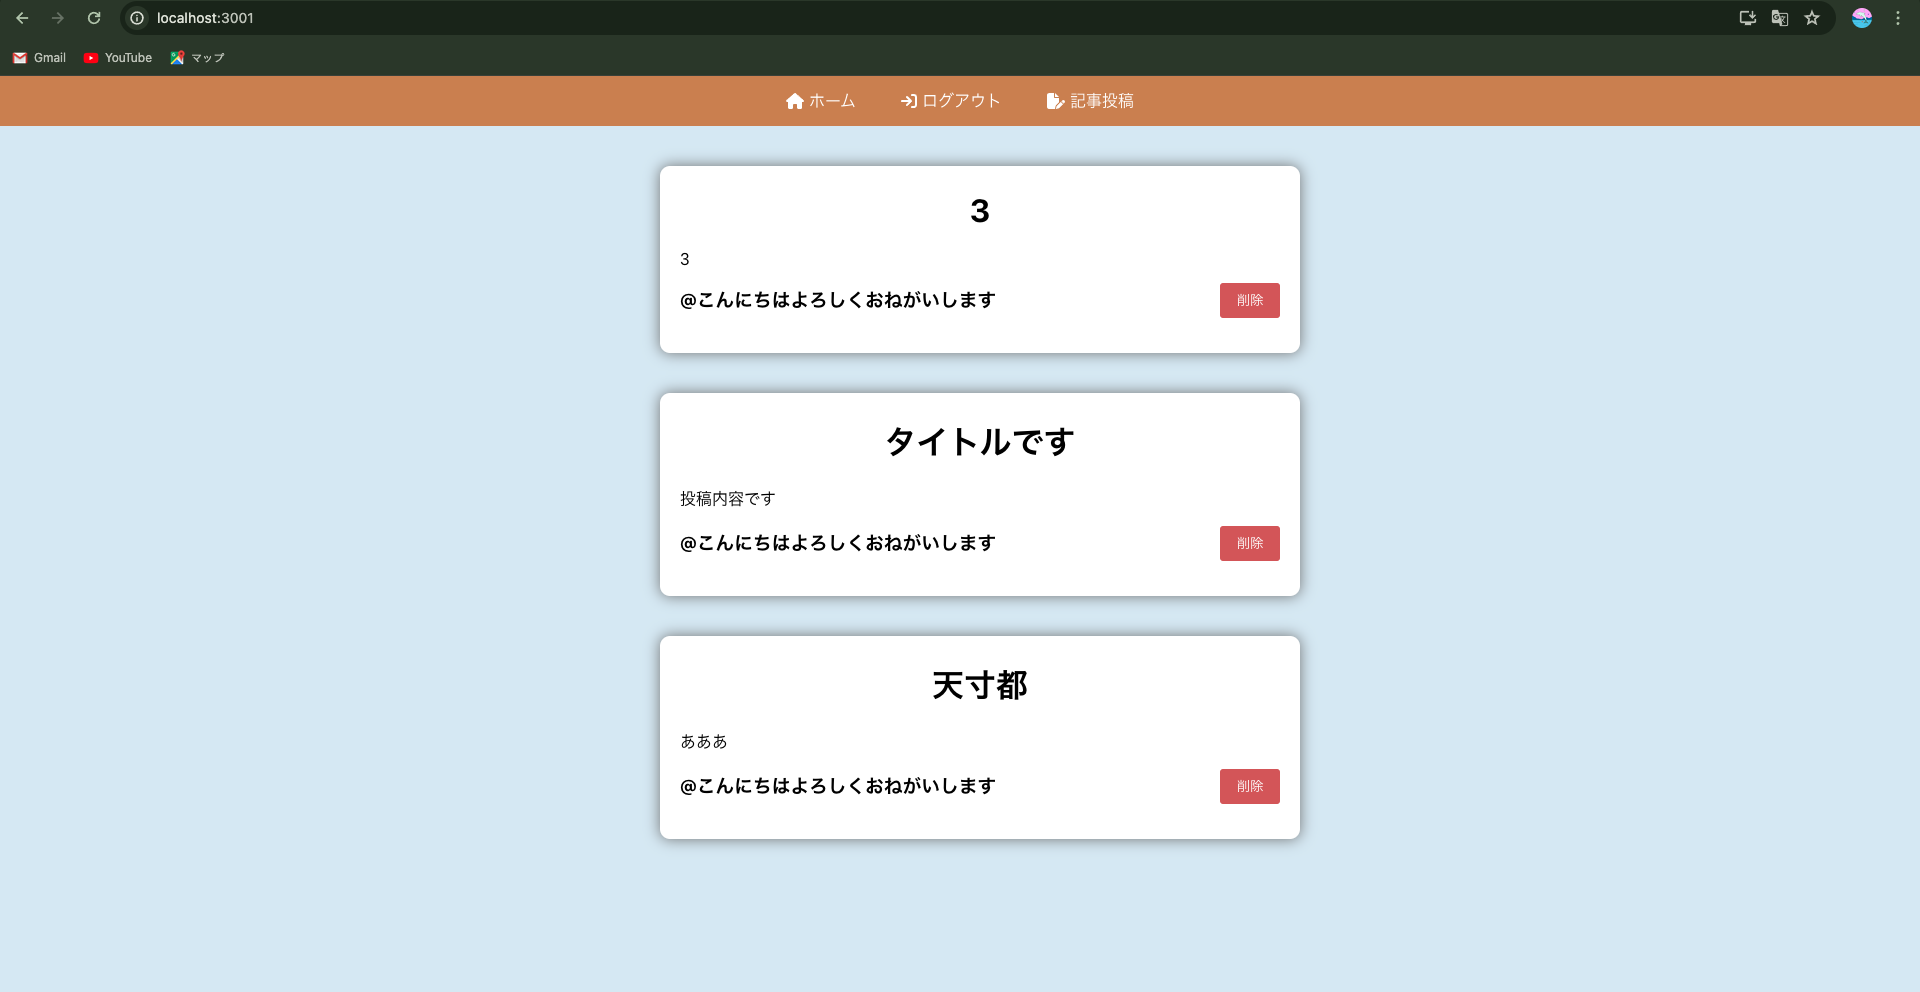 localhost:3001
Gmail YouTube マップ
ホーム ログアウト 記事投稿
3
3
@こんにちはよろしくおねがいします 削除
タイトルです
投稿内容です
@こんにちはよろしくおねがいします 削除
天寸都
あああ
@こんにちはよろしくおねがいします 削除